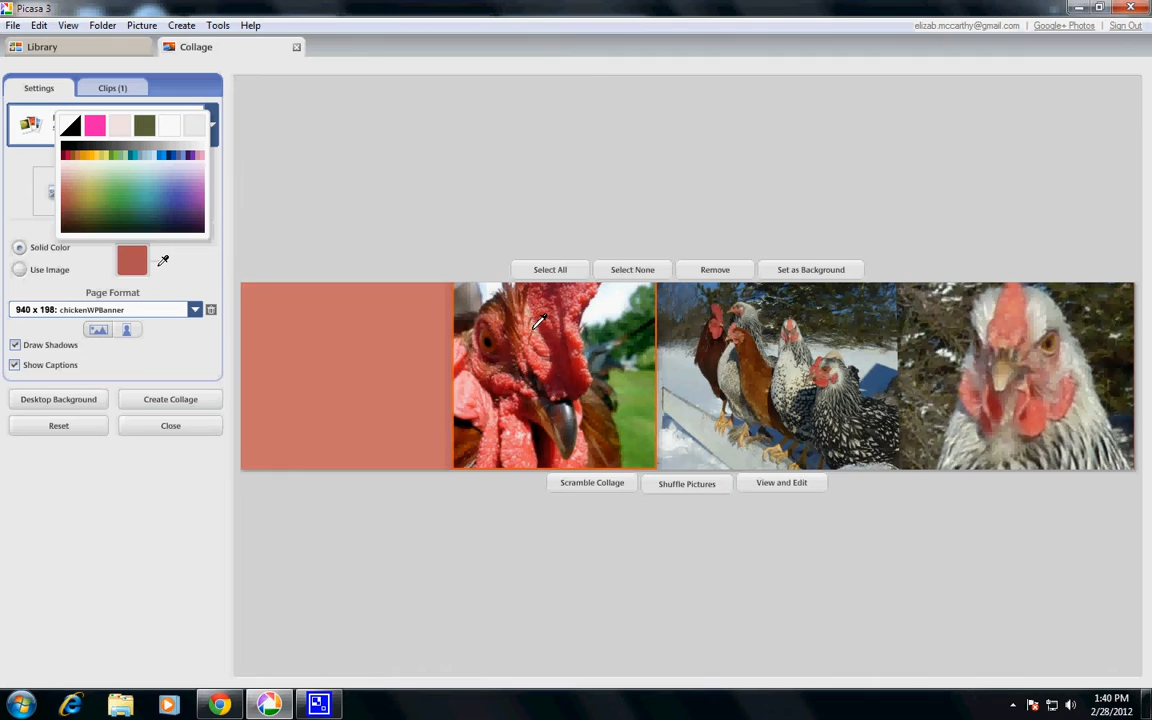 Picasa 3
File Edit View Folder Picture Create Tools Help
elizab.mccarthy@gmail.com | Google+ Photos | Sign Out
Library
Collage
Settings
Clips (1)
Solid Color
Use Image
Page Format
940 x 198: chickenWPBanner
Draw Shadows
Show Captions
Desktop Background
Create Collage
Reset
Close
Select All
Select None
Remove
Set as Background
Scramble Collage
Shuffle Pictures
View and Edit
1:40 PM
2/28/2012